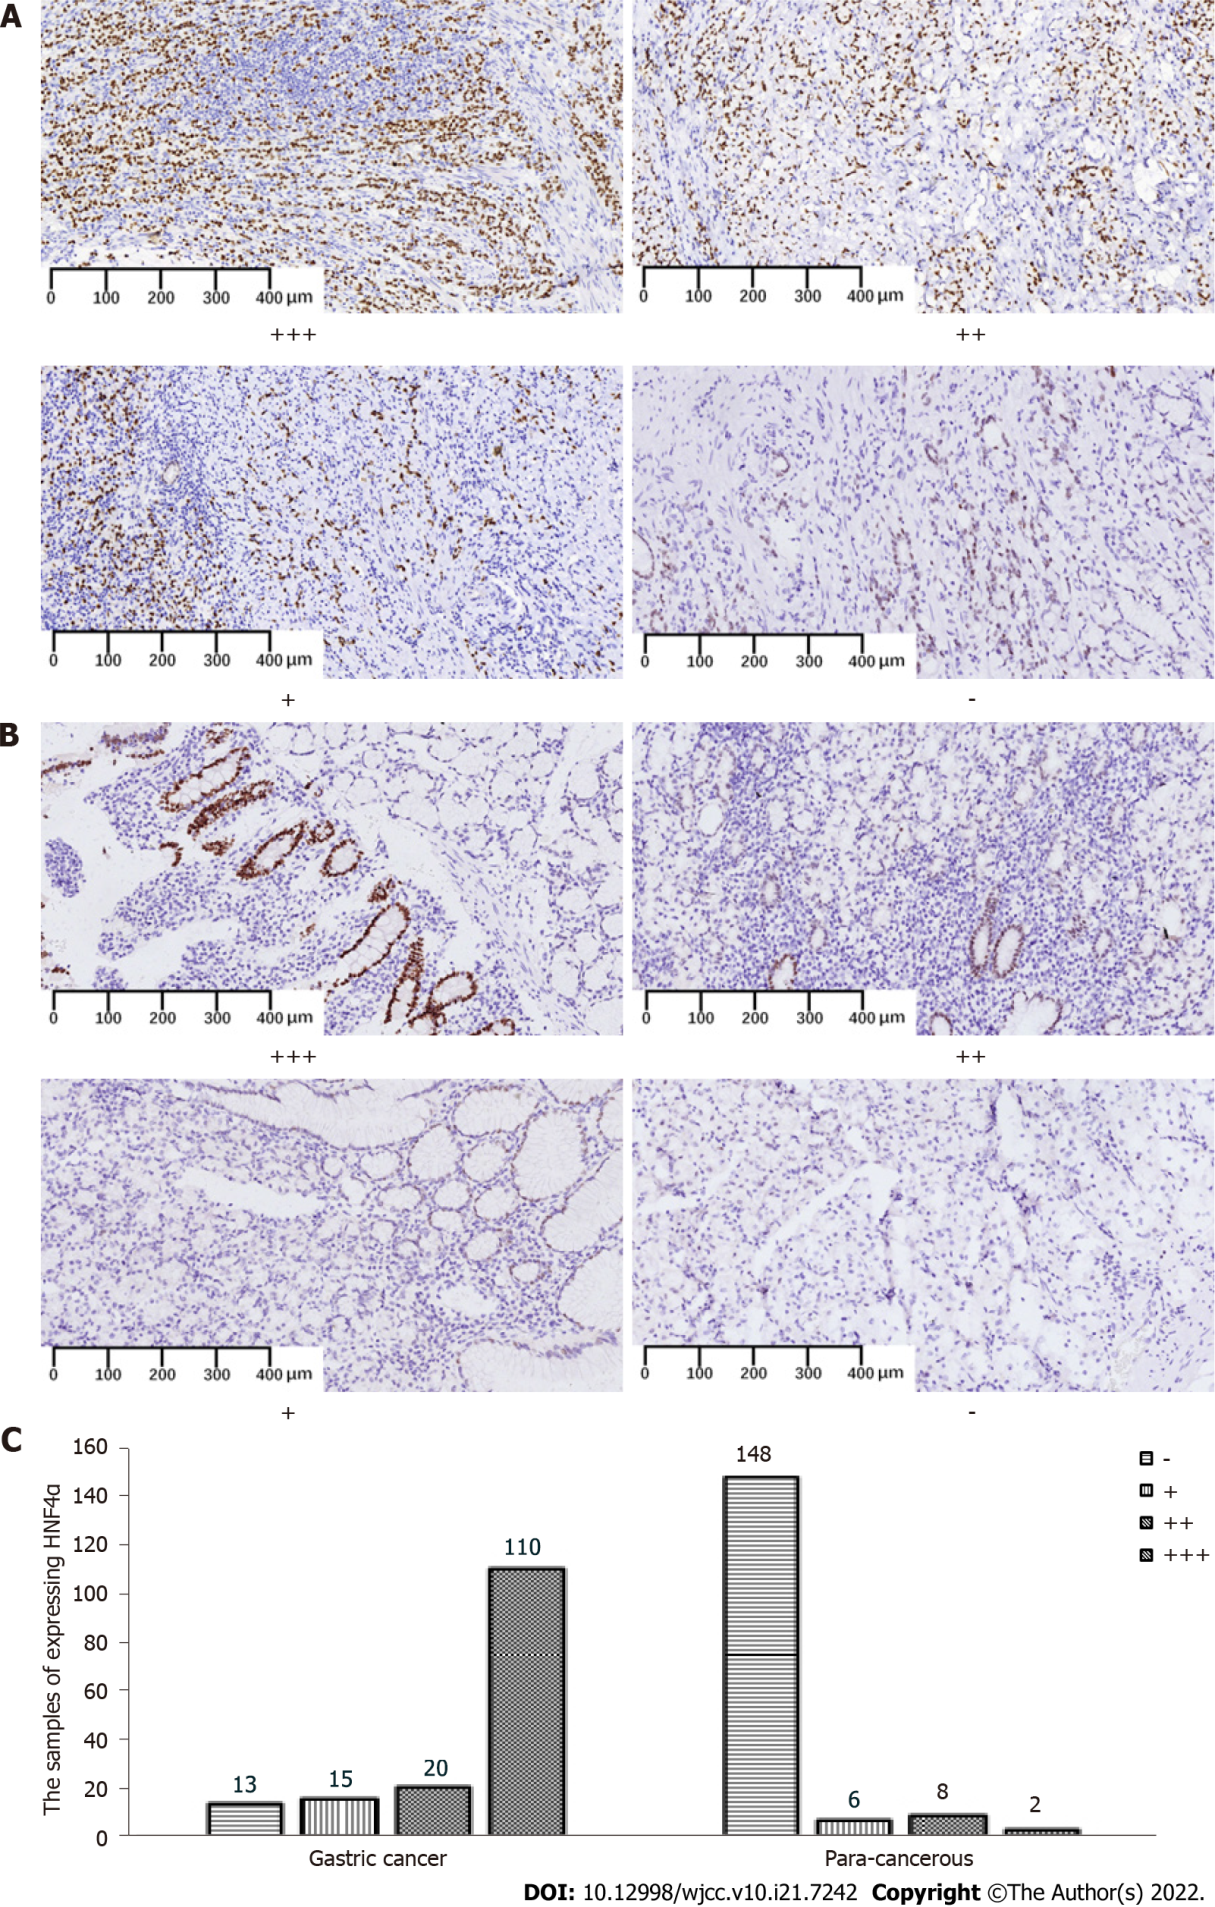 A
0 100 200 300 400 μm
0 100 200 300 400 μm
+++
++
0 100 200 300 400 μm
0 100 200 300 400 μm
+
-
B
0 100 200 300 400 μm
0 100 200 300 400 μm
+++
++
0 100 200 300 400 μm
0 100 200 300 400 μm
+
-
C
The samples of expressing HNF4α
160
140
120
100
80
60
40
20
0
13
15
20
110
148
6
8
2
-
+
++
+++
Gastric cancer
Para-cancerous
DOI: 10.12998/wjcc.v10.i21.7242 Copyright ©The Author(s) 2022.